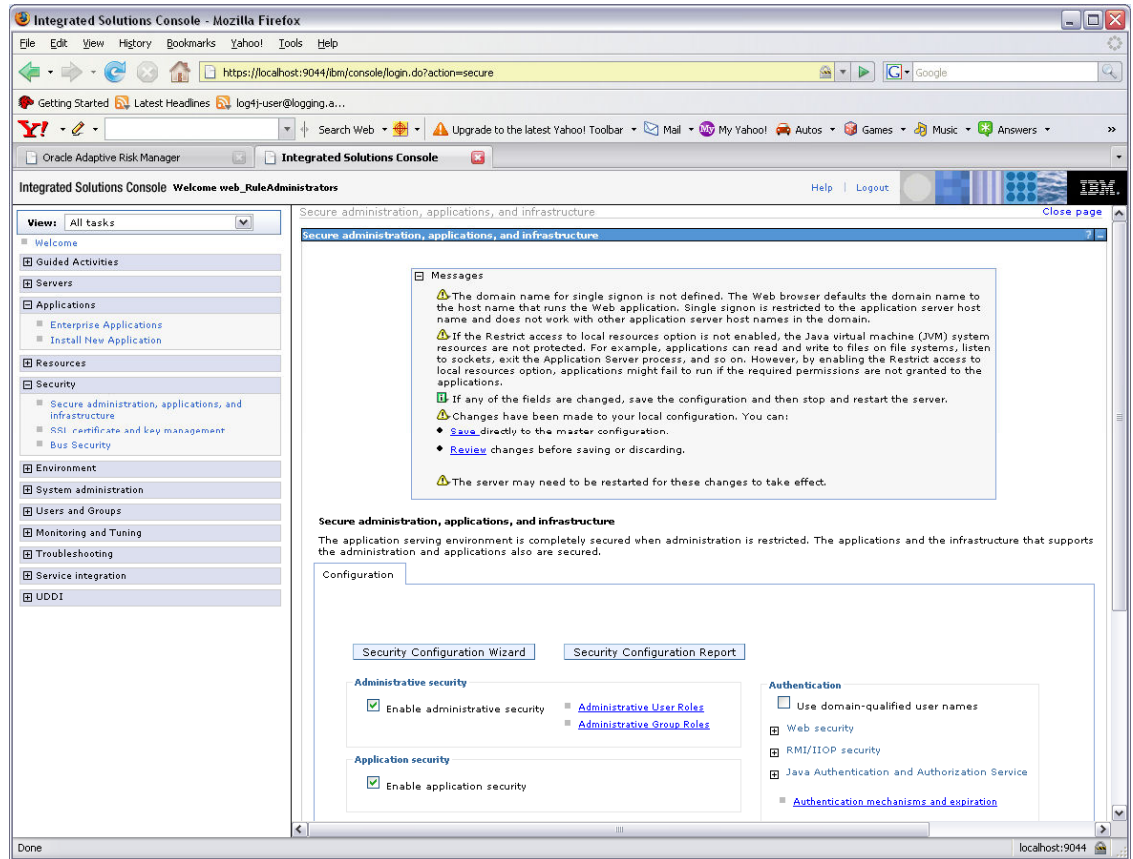 Integrated Solutions Console - Mozilla Firefox
File Edit View History Bookmarks Yahoo! Tools Help
https://localhost:9044/ibm/console/login.do?action=secure
G Google
Getting Started Latest Headlines log4j-user@logging.a...
Y! Search Web Upgrade to the latest Yahoo! Toolbar Mail My Yahoo! Autos Games Music Answers »
Oracle Adaptive Risk Manager Integrated Solutions Console
Integrated Solutions Console Welcome web_RuleAdministrators Help | Logout IBM.
View: All tasks
Welcome
Guided Activities
Servers
Applications
Enterprise Applications
Install New Application
Resources
Security
Secure administration, applications, and
infrastructure
SSL certificate and key management
Bus Security
Environment
System administration
Users and Groups
Monitoring and Tuning
Troubleshooting
Service integration
UDDI
Secure administration, applications, and infrastructure Close page
Secure administration, applications, and infrastructure ? -
Messages
The domain name for single signon is not defined. The Web browser defaults the domain name to
the host name that runs the Web application. Single signon is restricted to the application server host
name and does not work with other application server host names in the domain.
If the Restrict access to local resources option is not enabled, the Java virtual machine (JVM) system
resources are not protected. For example, applications can read and write to files on file systems, listen
to sockets, exit the Application Server process, and so on. However, by enabling the Restrict access to
local resources option, applications might fail to run if the required permissions are not granted to the
applications.
If any of the fields are changed, save the configuration and then stop and restart the server.
Changes have been made to your local configuration. You can:
Save directly to the master configuration.
Review changes before saving or discarding.
The server may need to be restarted for these changes to take effect.
Secure administration, applications, and infrastructure
The application serving environment is completely secured when administration is restricted. The applications and the infrastructure that supports
the administration and applications also are secured.
Configuration
Security Configuration Wizard Security Configuration Report
Administrative security
Enable administrative security
Administrative User Roles
Administrative Group Roles
Application security
Enable application security
Authentication
Use domain-qualified user names
Web security
RMI/IIOP security
Java Authentication and Authorization Service
Authentication mechanisms and expiration
Done localhost:9044